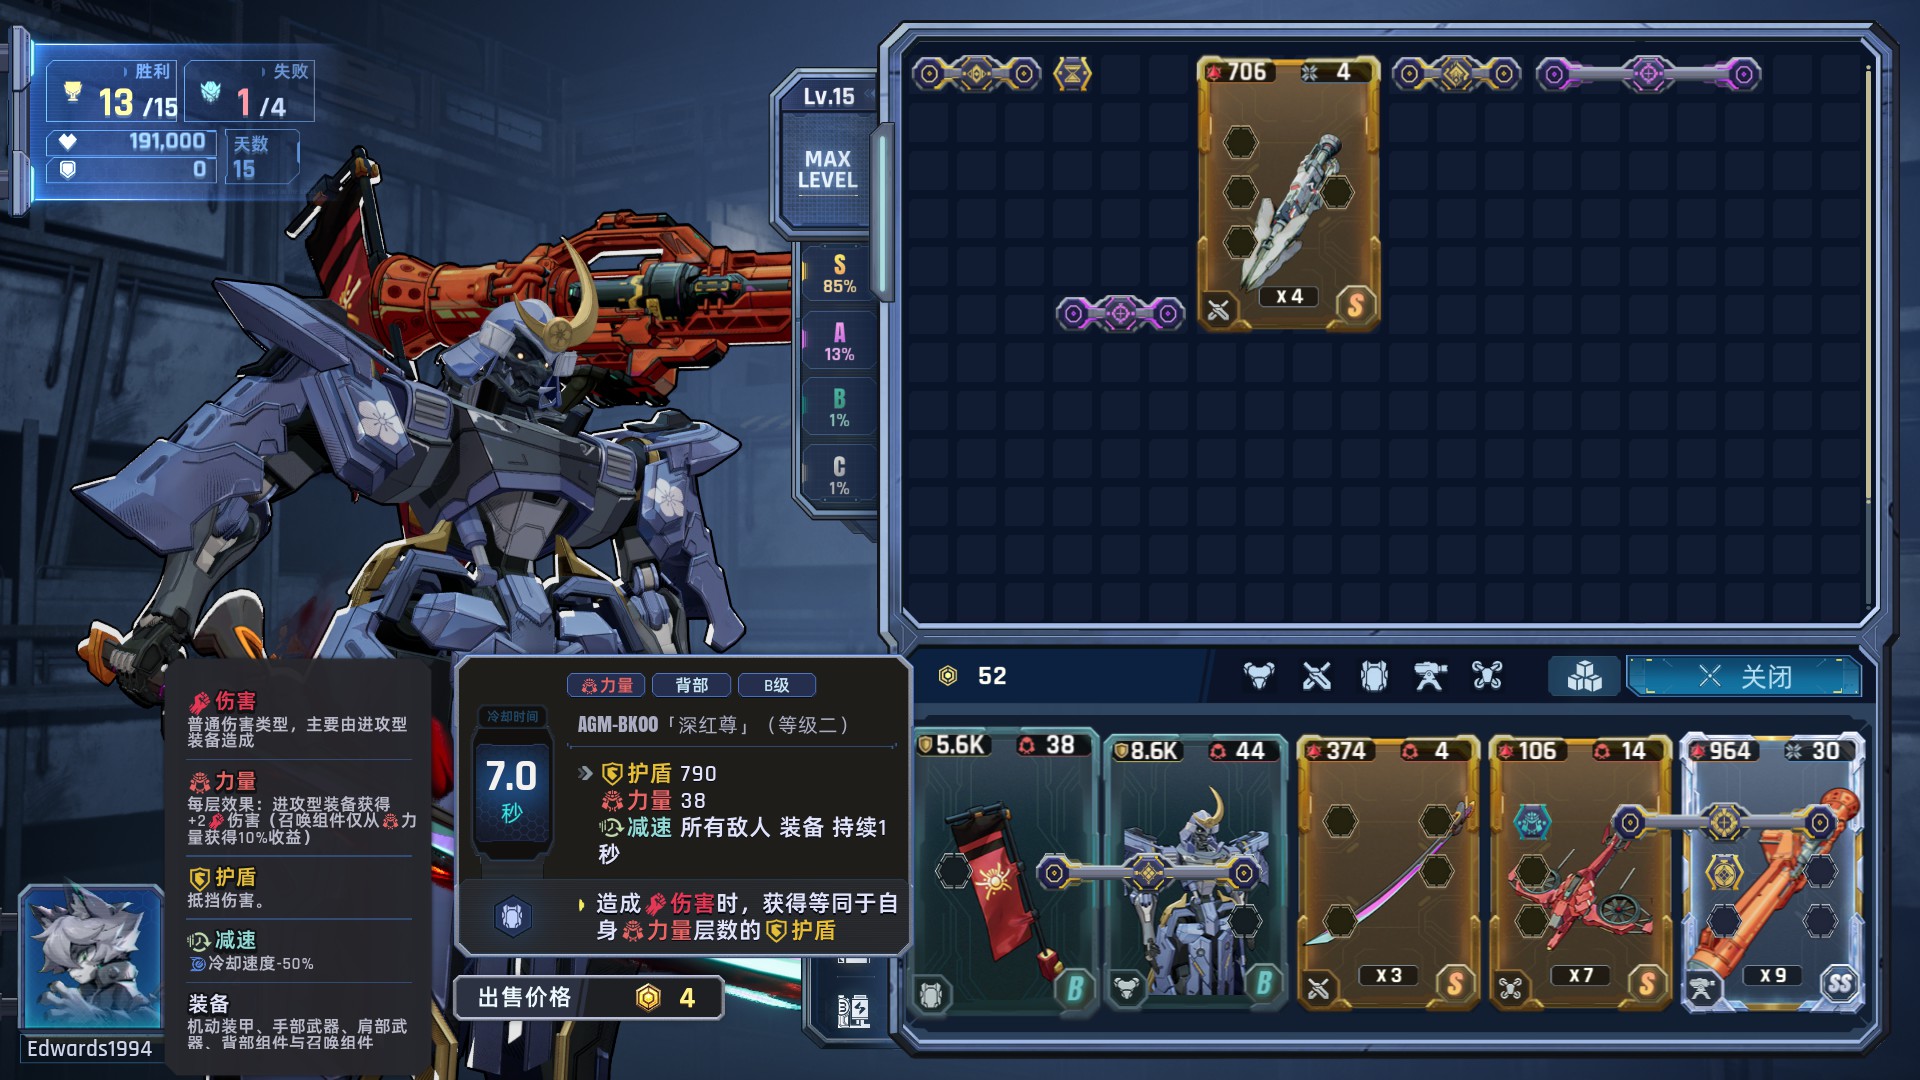 胜利
13 /15
失败
1 /4
191,000
0
天数
15
Lv.15
MAX LEVEL
S
85%
A
13%
B
1%
C
1%
706
4
x 4
S
52
关闭
5.6K
38
B
8.6K
44
B
374
4
x 3
S
106
14
x 7
S
964
30
x 9
SS
伤害
普通伤害类型，主要由进攻型
装备造成
力量
每层效果：进攻型装备获得
+2伤害（召唤组件仅从力
量获得10%收益）
护盾
抵挡伤害。
减速
冷却速度-50%
装备
机动装甲、手部武器、肩部武
器、背部组件与召唤组件
力量
背部
B级
冷却时间
7.0
秒
AGM-BK00「深红尊」（等级二）
护盾 790
力量 38
减速 所有敌人 装备 持续1
秒
造成伤害时，获得等同于自
身力量层数的护盾
出售价格
4
Edwards1994